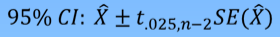 95% CI: X̂ ± t.025,n−2SE(X̂)